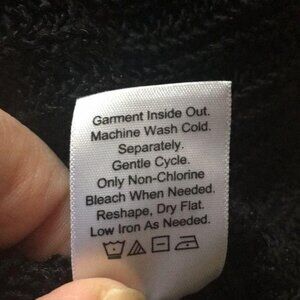 Garment Inside Out.
Machine Wash Cold.
Separately.
Gentle Cycle.
Only Non-Chlorine
Bleach When Needed.
Reshape, Dry Flat.
Low Iron As Needed.